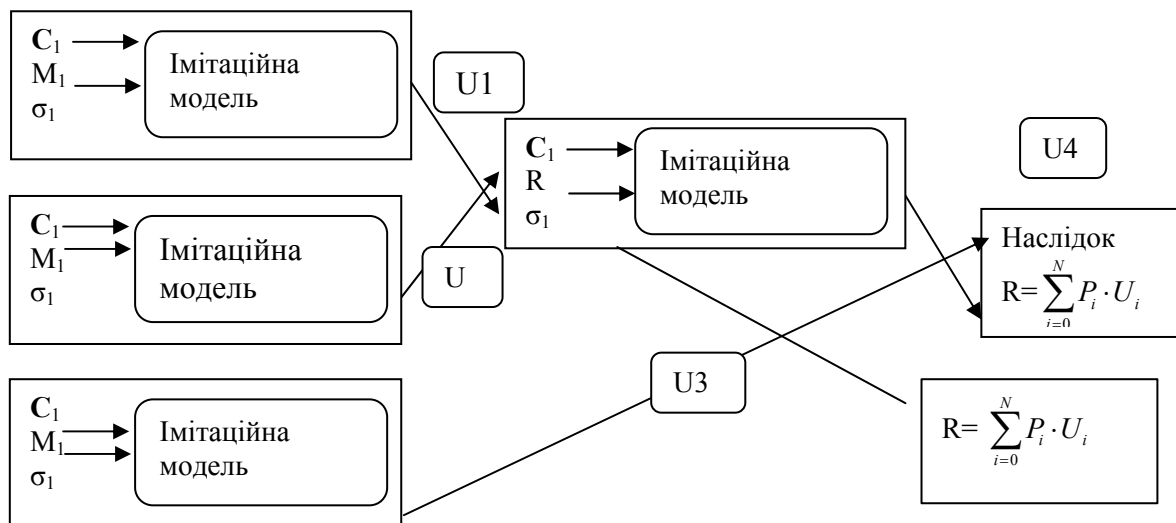 C₁
M₁
σ₁
Імітаційна
модель
U1
C₁
M₁
σ₁
Імітаційна
модель
U
C₁
M₁
σ₁
Імітаційна
модель
U3
C₁
R
σ₁
Імітаційна
модель
U4
Наслідок
R= ∑_{i=0}^{N} P_i · U_i
R= ∑_{i=0}^{N} P_i · U_i